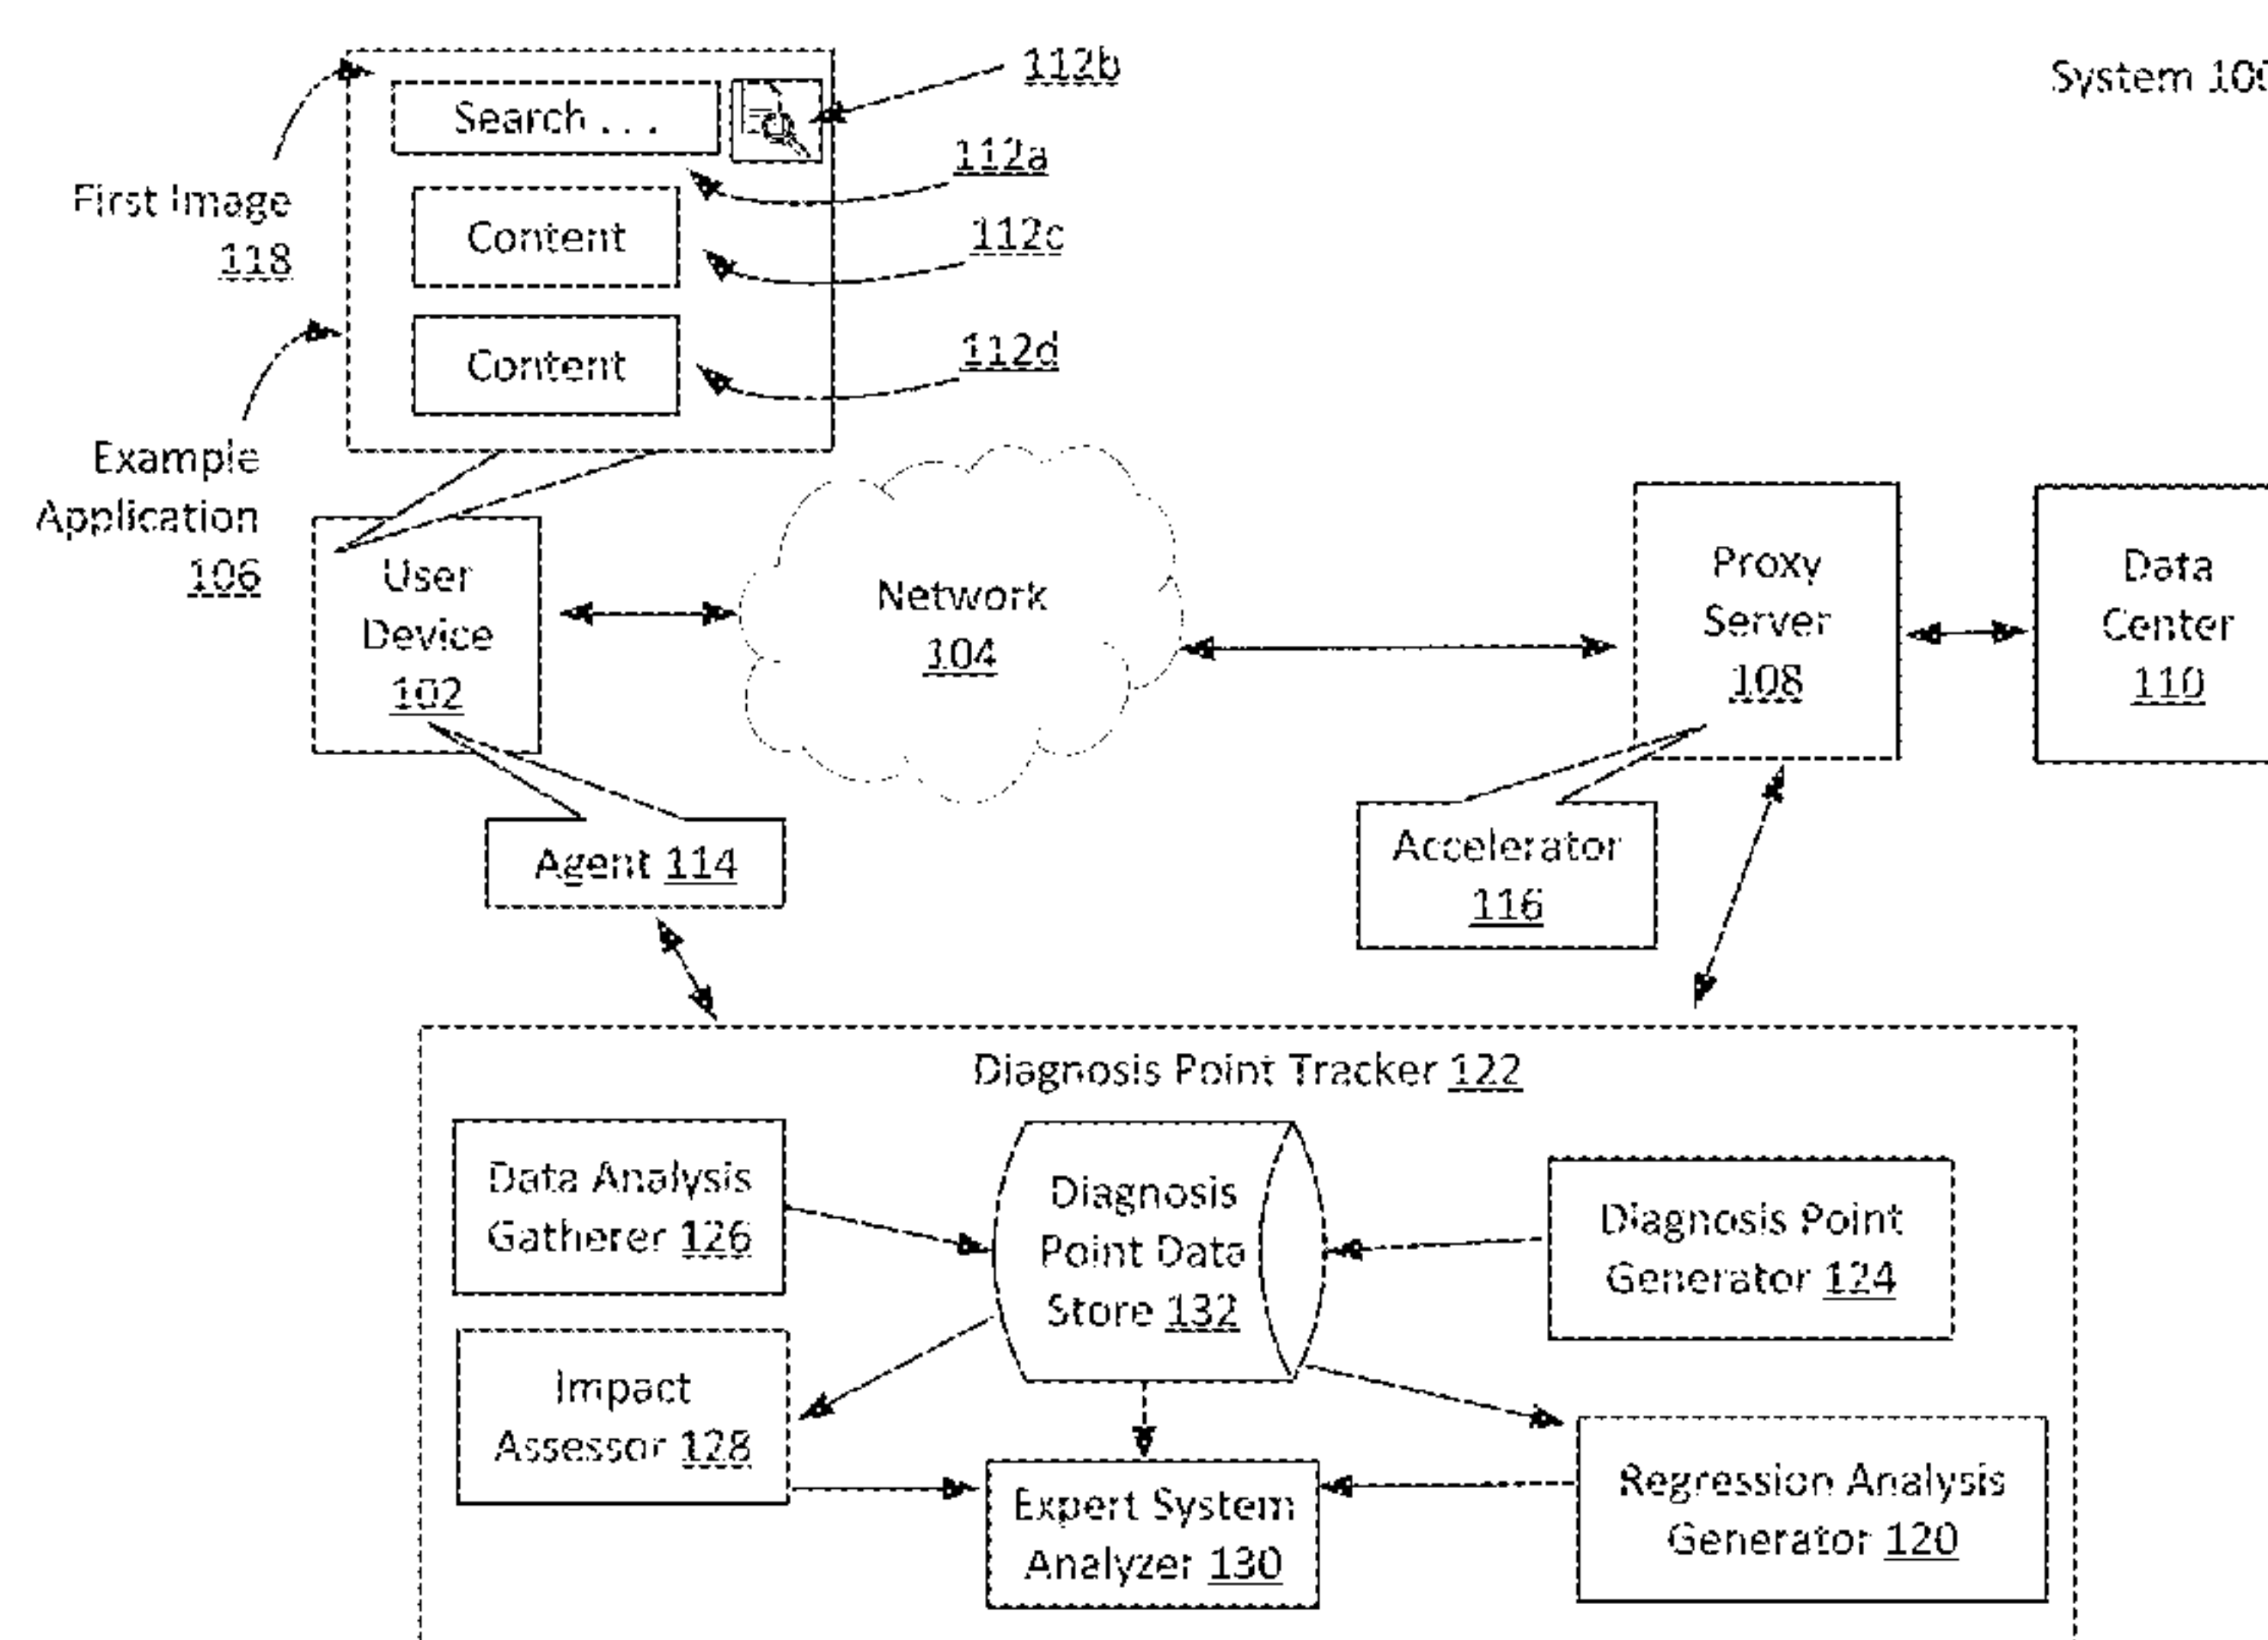 System 100
112b
Search . . .
112a
First Image
118
Content
112c
Content
112d
Example
Application
106
User
Device
102
Network
104
Proxy
Server
108
Data
Center
110
Agent 114
Accelerator
116
Diagnosis Point Tracker 122
Data Analysis
Gatherer 126
Diagnosis
Point Data
Store 132
Diagnosis Point
Generator 124
Impact
Assessor 128
Expert System
Analyzer 130
Regression Analysis
Generator 120